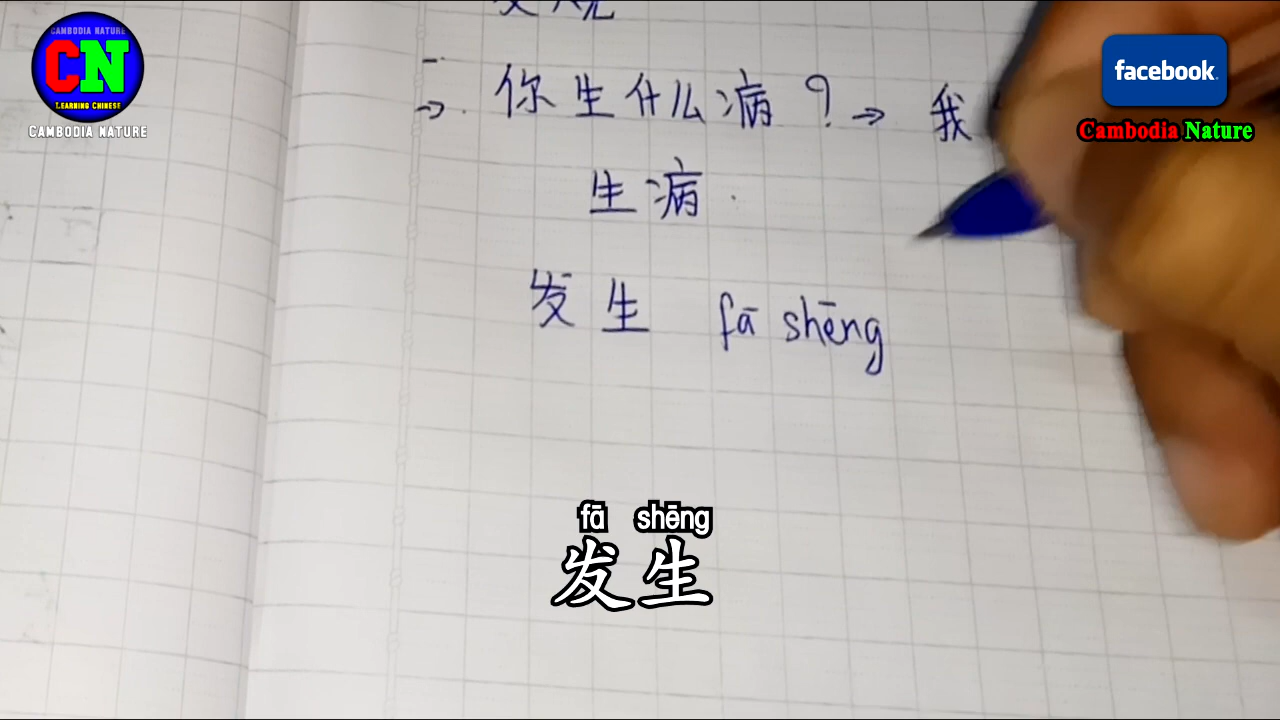 CAMBODIA NATURE
CN
LEARNING CHINESE
CAMBODIA NATURE
facebook
Cambodia Nature
→ 你生什么病？→ 我
生病.
发生 fā shēng
fā shēng
发生